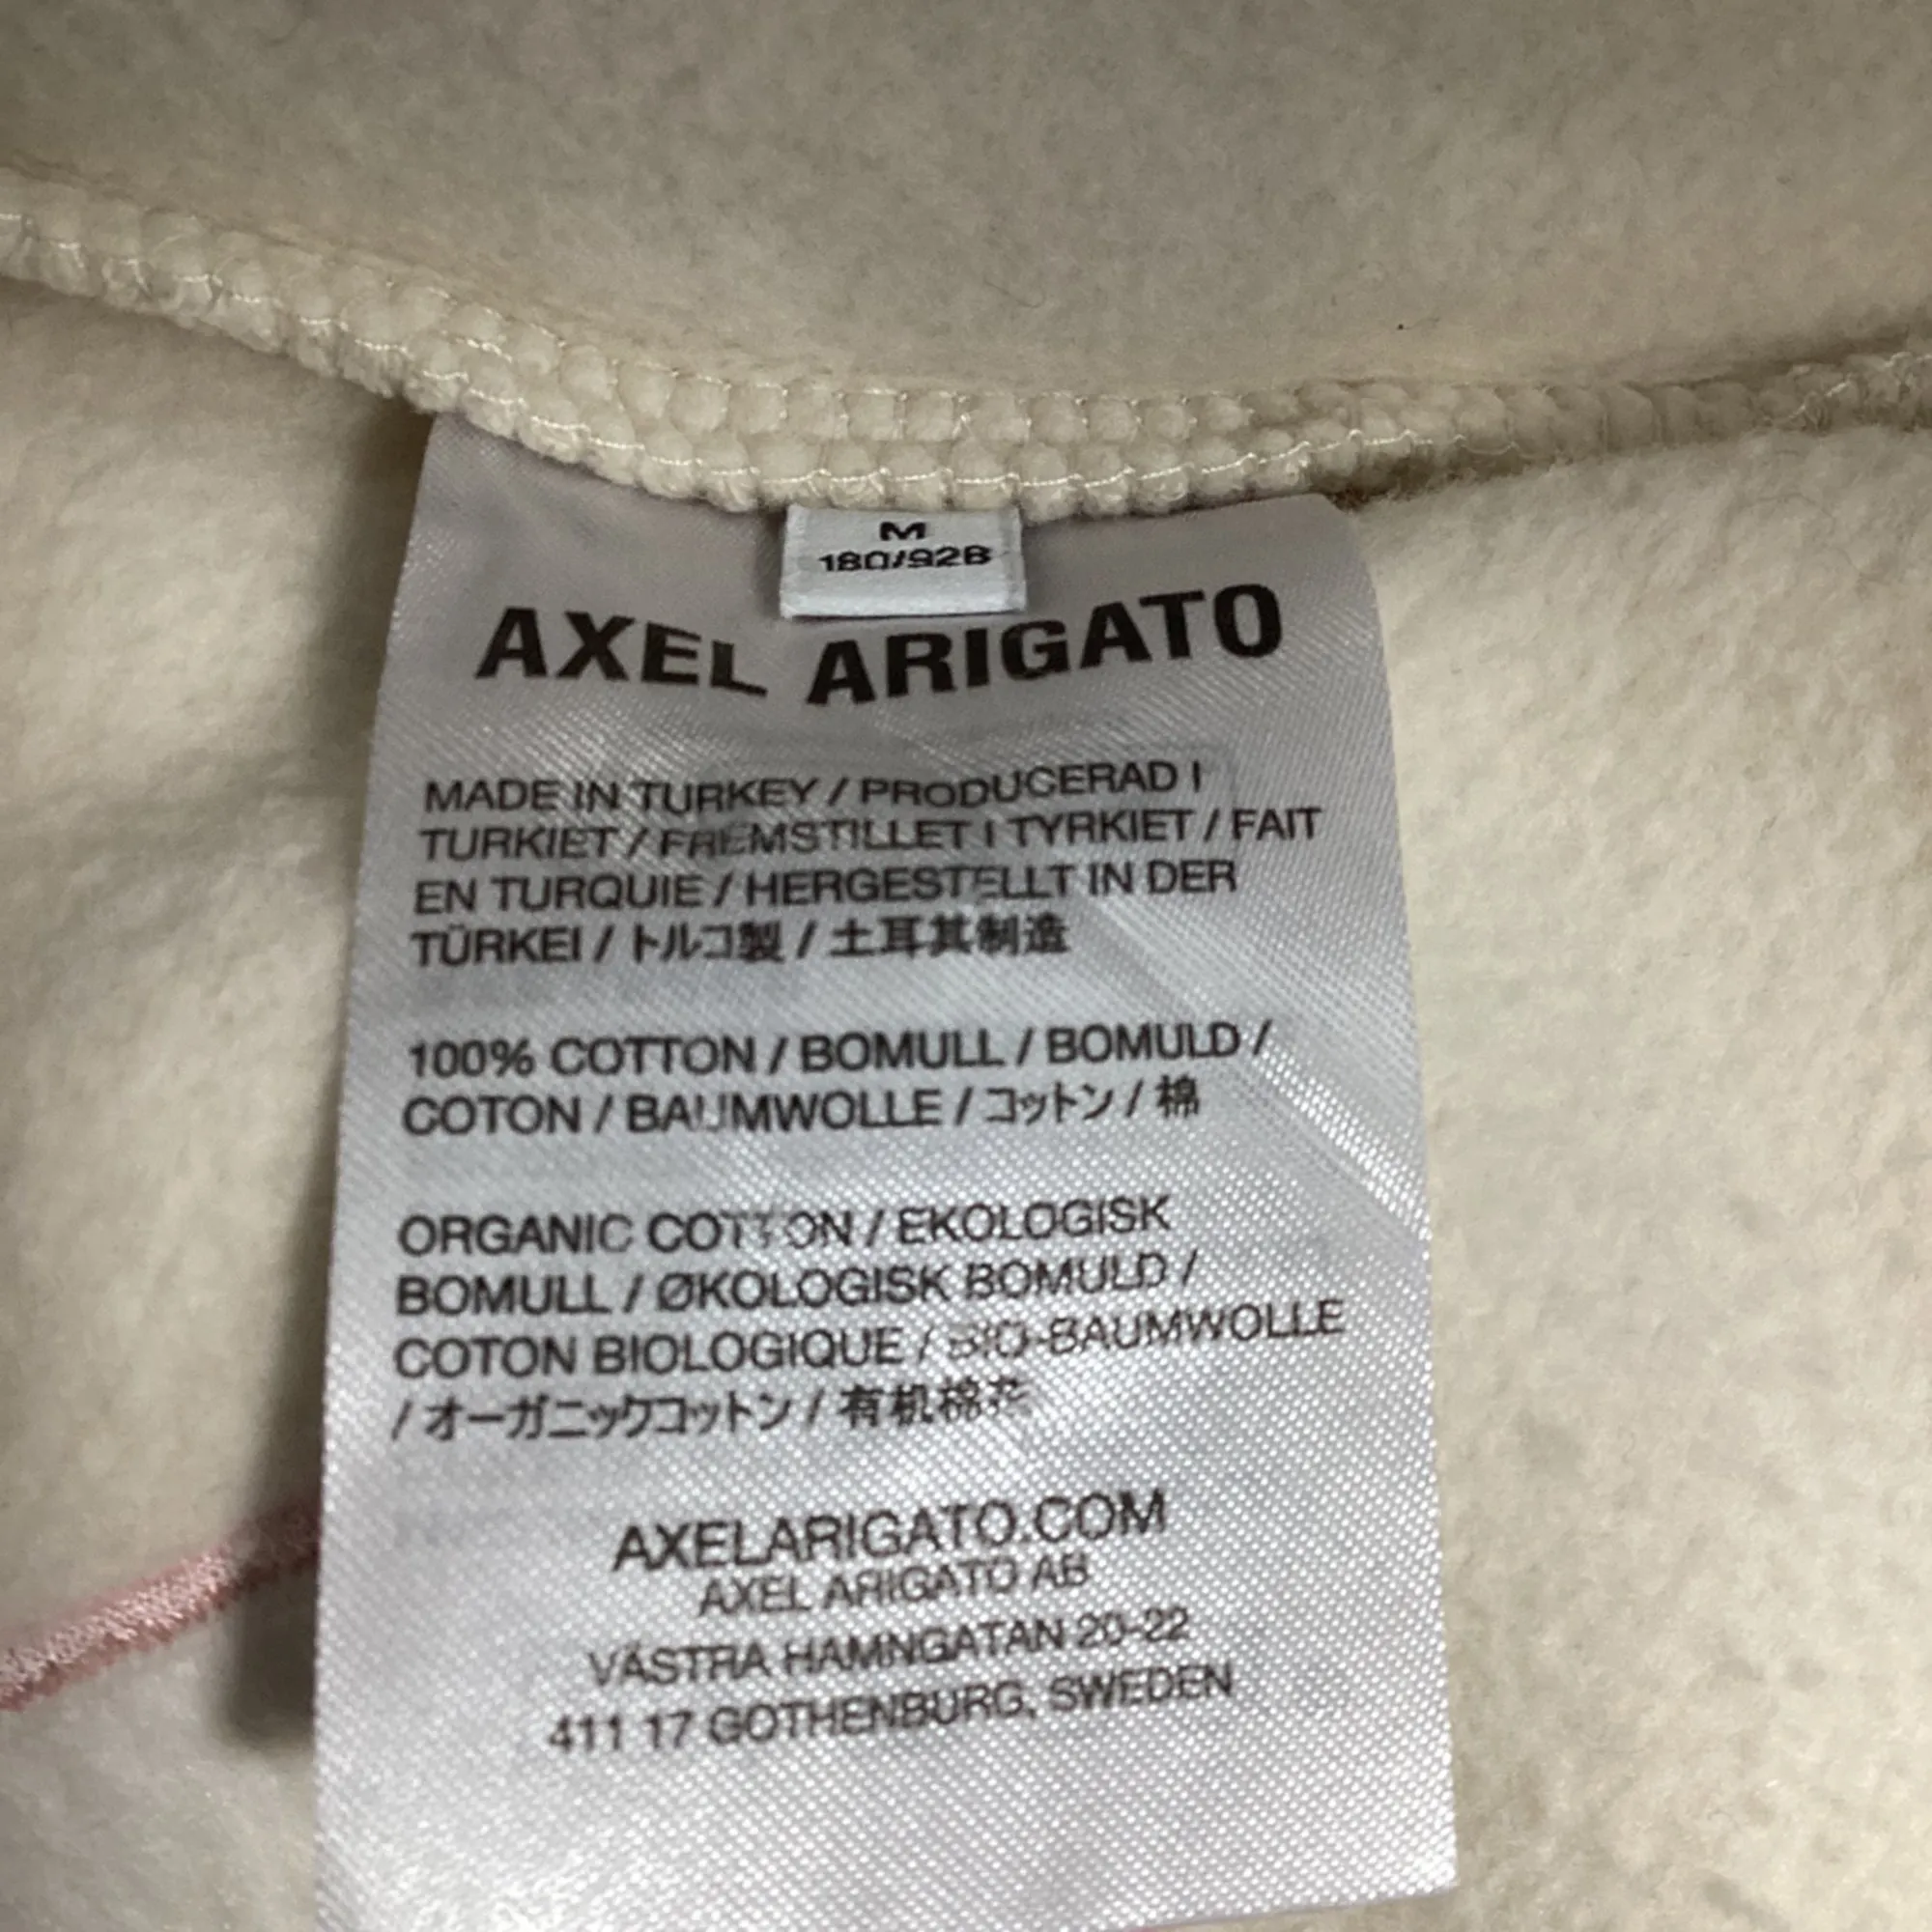 M
180/92B
AXEL ARIGATO
MADE IN TURKEY / PRODUCERAD I
TURKIET / FREMSTILLET I TYRKIET / FAIT
EN TURQUIE / HERGESTELLT IN DER
TÜRKEI / トルコ製 / 土耳其制造
100% COTTON / BOMULL / BOMULD /
COTON / BAUMWOLLE / コットン / 棉
ORGANIC COTTON / EKOLOGISK
BOMULL / ØKOLOGISK BOMULD /
COTON BIOLOGIQUE / BIO-BAUMWOLLE
/ オーガニックコットン / 有机棉花
AXELARIGATO.COM
AXEL ARIGATO AB
VÄSTRA HAMNGATAN 20-22
411 17 GOTHENBURG, SWEDEN